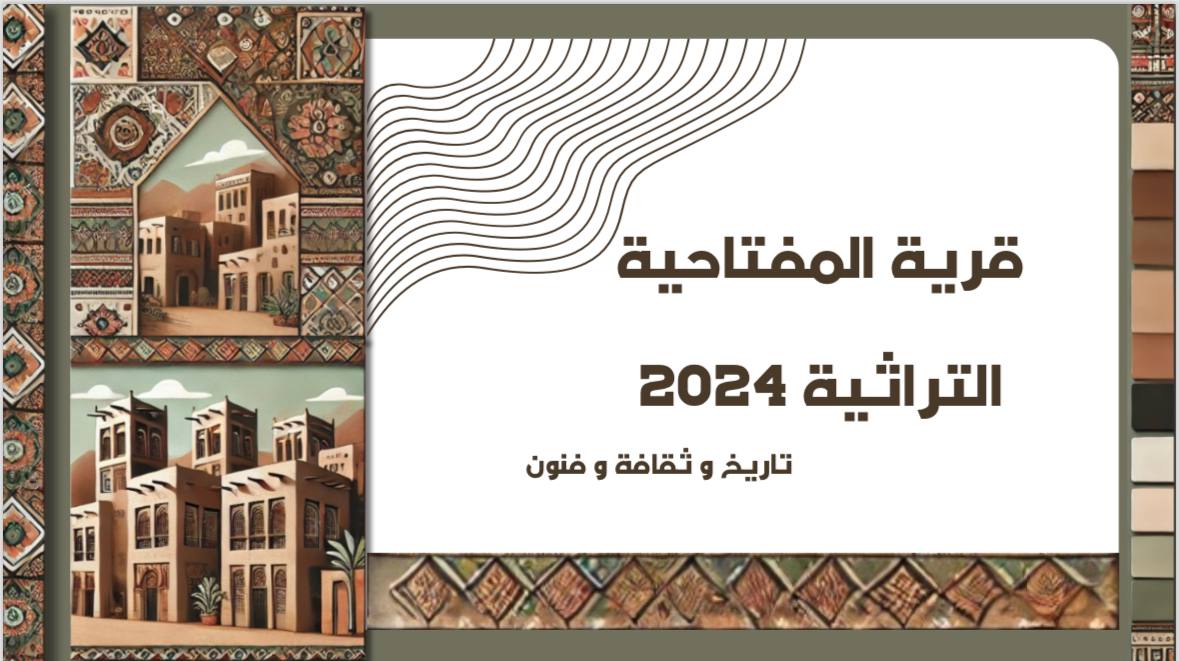 قرية المفتاحية
التراثية 2024
تاريخ و ثقافة و فنون